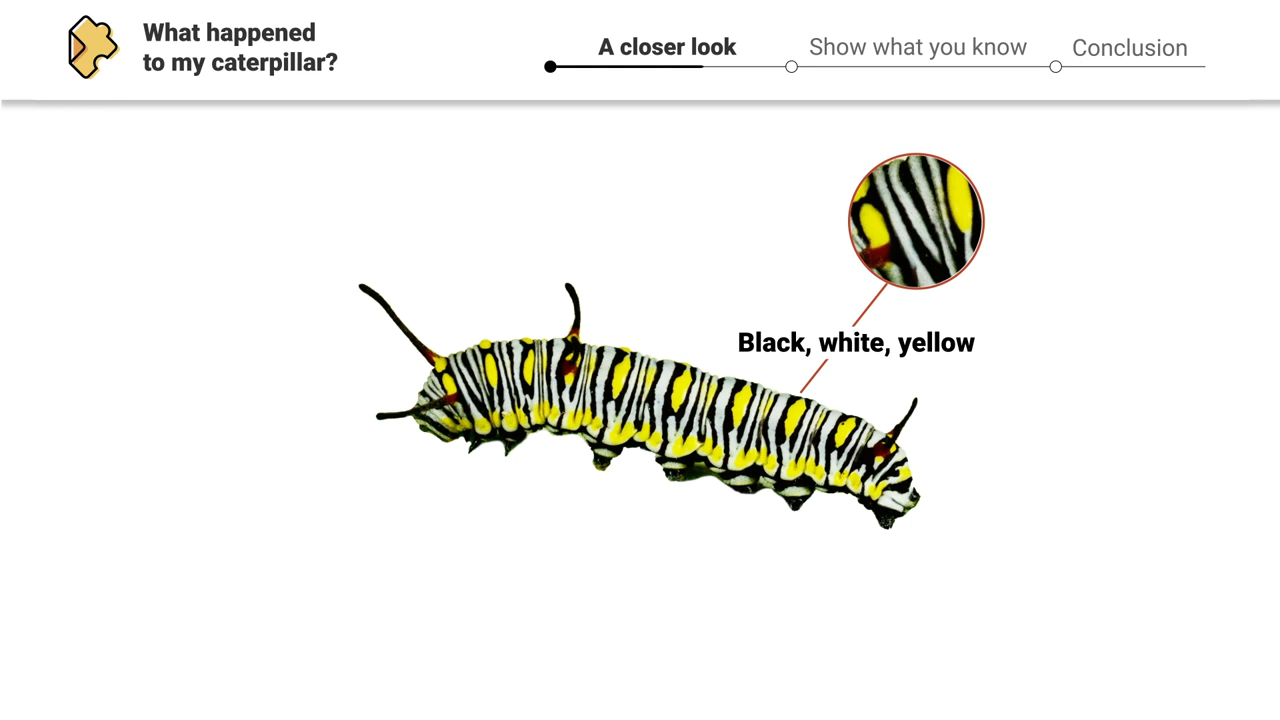 What happened
to my caterpillar?
A closer look
Show what you know
Conclusion
Black, white, yellow